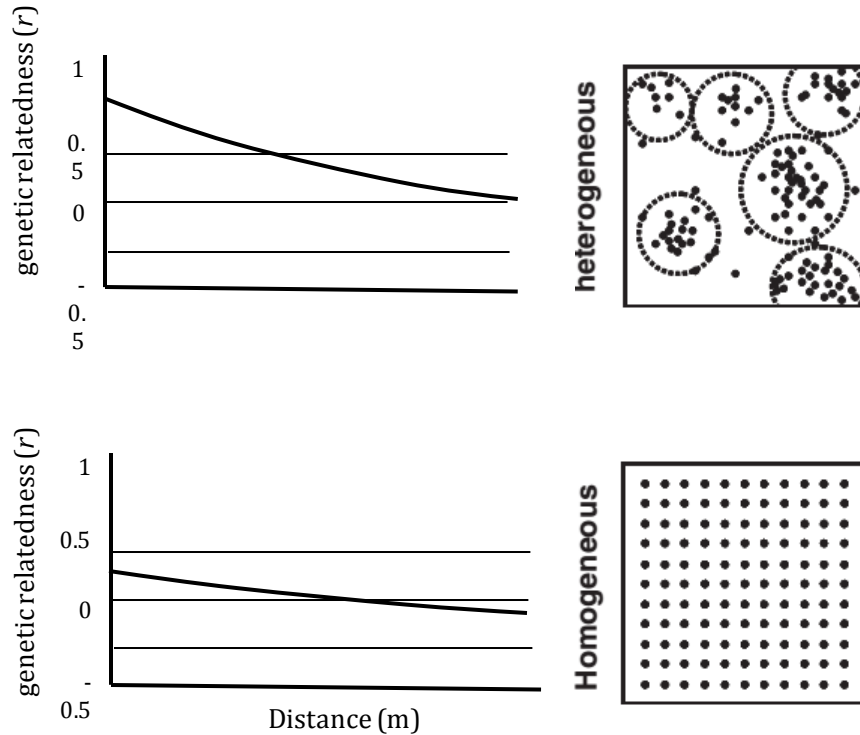 genetic relatedness (r)
1
0.
5
0
-
0.
5
heterogeneous
genetic relatedness (r)
1
0.5
0
-
0.5
Distance (m)
Homogeneous